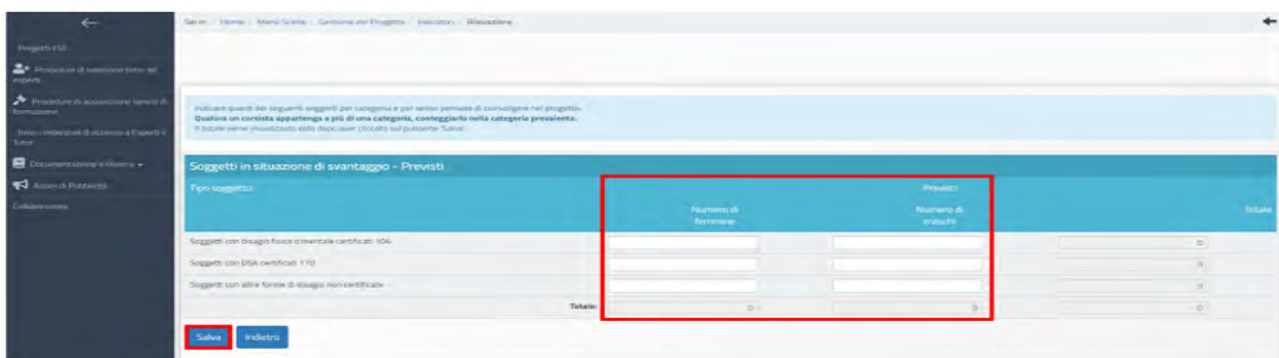 Sei in: Home Menù Scelte Gestione del Progetto Indicatori Rilevazione
Progetti FSE
Procedure di selezione tutor ed esperti
Procedure di acquisizione servizi di formazione
Invio credenziali di accesso a Esperti e Tutor
Documentazione e Ricerca
Azioni di Pubblicità
Collaborazioni
Indicare quanti dei seguenti soggetti per categoria e per sesso pensate di coinvolgere nel progetto.
Qualora un corsista appartenga a più di una categoria, conteggiarlo nella categoria prevalente.
Il totale viene visualizzato solo dopo aver cliccato sul pulsante 'Salva'
Soggetti in situazione di svantaggio - Previsti
Tipo soggetto Previsti
Numero di femmine Numero di maschi Totale
Soggetti con disagio fisico o mentale certificati 104 0
Soggetti con DSA certificati 170 0
Soggetti con altre forme di disagio non certificate 0
Totale: 0 0 0
Salva Indietro